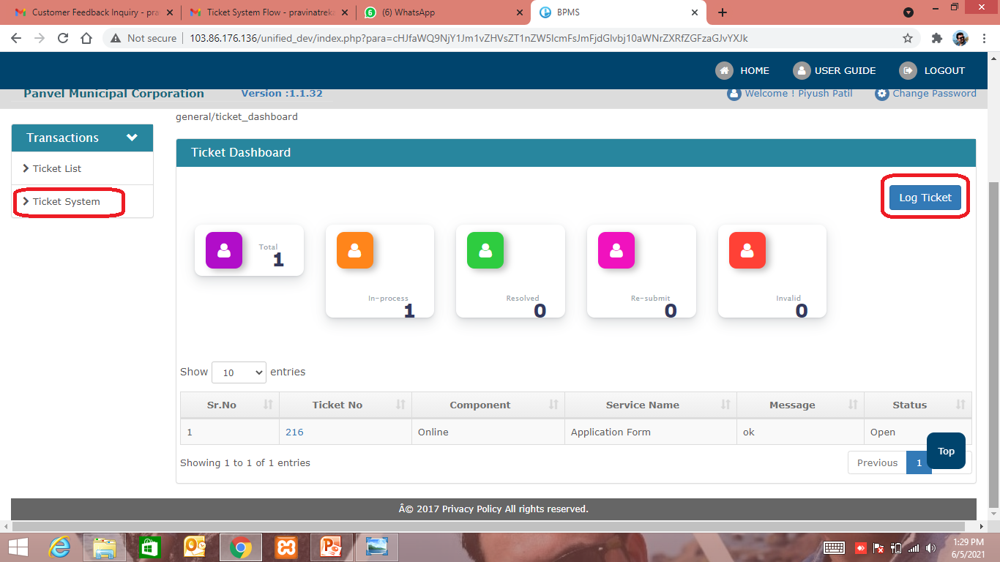 Customer Feedback Inquiry - pra
Ticket System Flow - pravinatreka
(6) WhatsApp
BPMS
Not secure
103.86.176.136/unified_dev/index.php?para=cHJfaWQ9NjY1Jm1vZHVsZT1nZW5lcmFsJmFjdGlvbj10aWNrZXRfZGFzaGJvYXJk
HOME
USER GUIDE
LOGOUT
Panvel Municipal Corporation
Version :1.1.32
Welcome ! Piyush Patil
Change Password
general/ticket_dashboard
Transactions
Ticket List
Ticket System
Ticket Dashboard
Log Ticket
Total
1
In-process
1
Resolved
0
Re-submit
0
Invalid
0
Show 10 entries
Sr.No Ticket No Component Service Name Message Status
1 216 Online Application Form ok Open
Showing 1 to 1 of 1 entries
Previous 1
Top
Â© 2017 Privacy Policy All rights reserved.
1:29 PM
6/5/2021